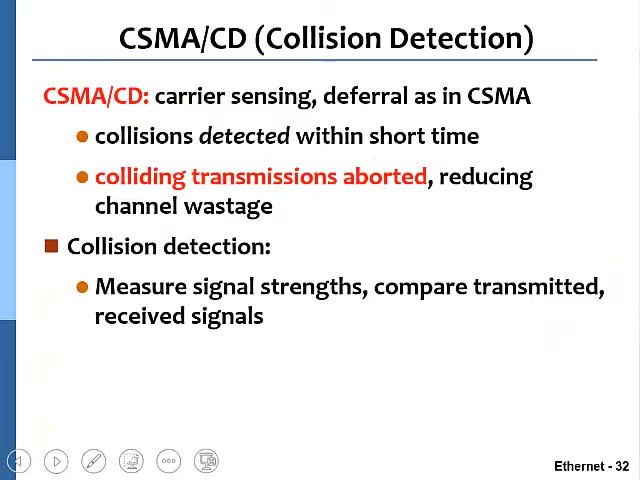 CSMA/CD (Collision Detection)
CSMA/CD: carrier sensing, deferral as in CSMA
collisions detected within short time
colliding transmissions aborted, reducing
channel wastage
Collision detection:
Measure signal strengths, compare transmitted,
received signals
Ethernet - 32